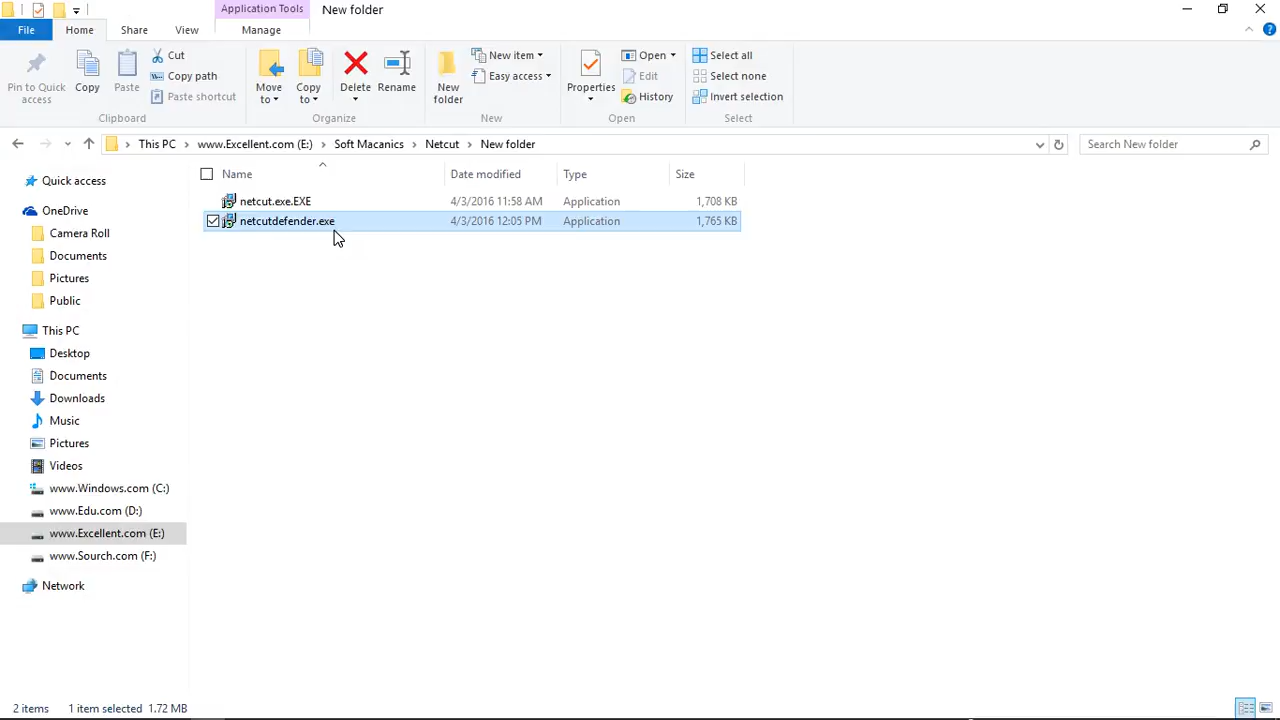 Application Tools
New folder
File
Home
Share
View
Manage
Pin to Quick access
Copy
Paste
Cut
Copy path
Paste shortcut
Clipboard
Move to
Copy to
Delete
Rename
Organize
New folder
New item
Easy access
New
Properties
Open
Edit
History
Open
Select all
Select none
Invert selection
Select
This PC
www.Excellent.com (E:)
Soft Macanics
Netcut
New folder
Search New folder
Name
Date modified
Type
Size
netcut.exe.EXE 4/3/2016 11:58 AM Application 1,708 KB
netcutdefender.exe 4/3/2016 12:05 PM Application 1,765 KB
Quick access
OneDrive
Camera Roll
Documents
Pictures
Public
This PC
Desktop
Documents
Downloads
Music
Pictures
Videos
www.Windows.com (C:)
www.Edu.com (D:)
www.Excellent.com (E:)
www.Sourch.com (F:)
Network
2 items
1 item selected 1.72 MB